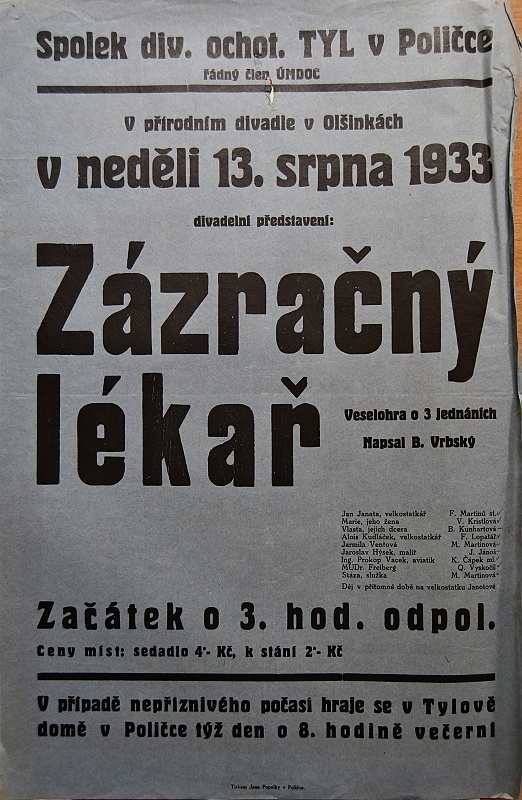 Spolek div. ochot. TYL v Poličce
řádný člen ÚMDOČ
V přírodním divadle v Olšinkách
v neděli 13. srpna 1933
divadelní představení:
Zázračný
lékař
Veselohra o 3 jednáních
Napsal B. Vrbský
Jan Janata, velkostatkář F. Martinů st.
Marie, jeho žena V. Kristlová
Vlasta, jejich dcera B. Kunhartová
Alois Kudláček, velkostatkář F. Lopatář
Jarmila Ventová M. Martinová
Jaroslav Hýsek, malíř J. Jánoš
Ing. Prokop Vacek, aviatik K. Čápek ml.
MUDr. Freiberg Q. Vyskočil
Stáza, služka M. Martinová
Děj v přítomné době na velkostatku Janotově
Začátek o 3. hod. odpol.
Ceny míst: sedadlo 4·- Kč, k stání 2·- Kč
V případě nepříznivého počasí hraje se v Tylově
domě v Poličce týž den o 8. hodině večerní
Tiskem Jana Popelky v Poličce.